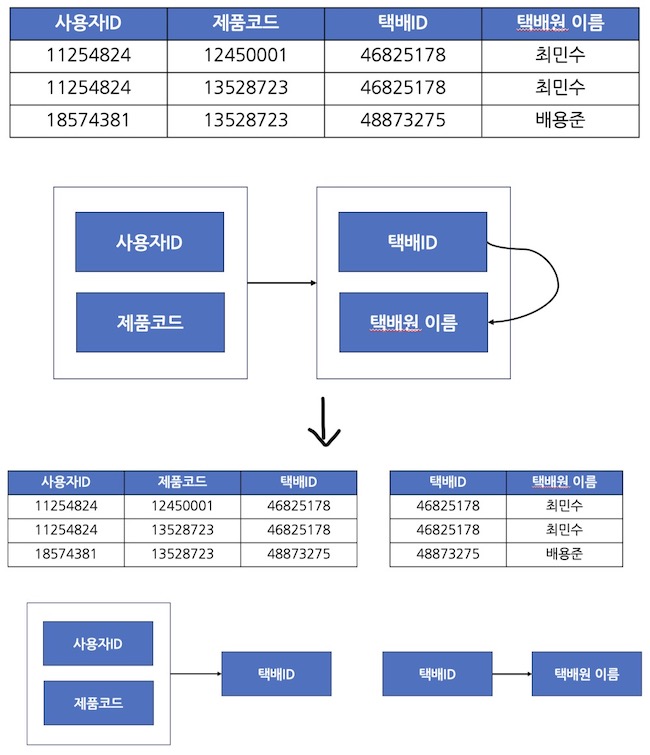 사용자ID 제품코드 택배ID 택배원 이름
11254824 12450001 46825178 최민수
11254824 13528723 46825178 최민수
18574381 13528723 48873275 배용준
사용자ID
제품코드
택배ID
택배원 이름
사용자ID 제품코드 택배ID
11254824 12450001 46825178
11254824 13528723 46825178
18574381 13528723 48873275
택배ID 택배원 이름
46825178 최민수
46825178 최민수
48873275 배용준
사용자ID
제품코드
택배ID
택배ID
택배원 이름